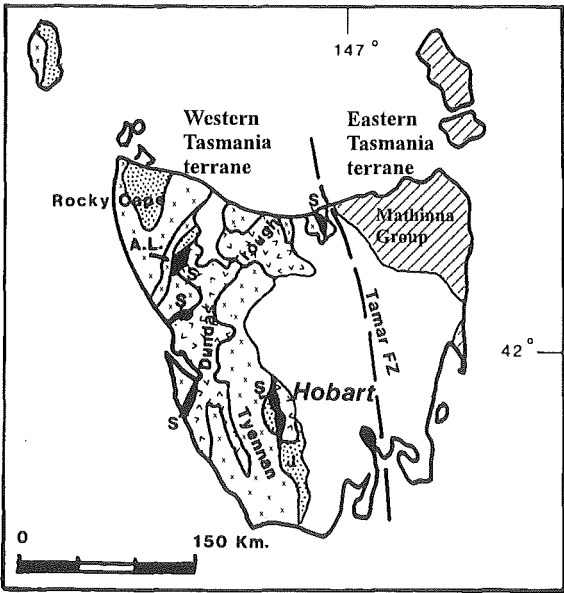 147 °
Western
Tasmania
terrane
Eastern
Tasmania
terrane
Rocky Cape
S
Mathinna
Group
A.L.
trough
S
S
Dundas
Tamar FZ
42 °
S
Hobart
S
Tyennan
J
0
150 Km.